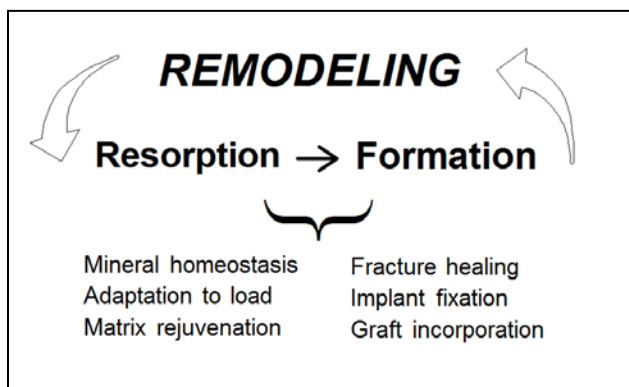 REMODELING
Resorption → Formation
Mineral homeostasis
Adaptation to load
Matrix rejuvenation
Fracture healing
Implant fixation
Graft incorporation